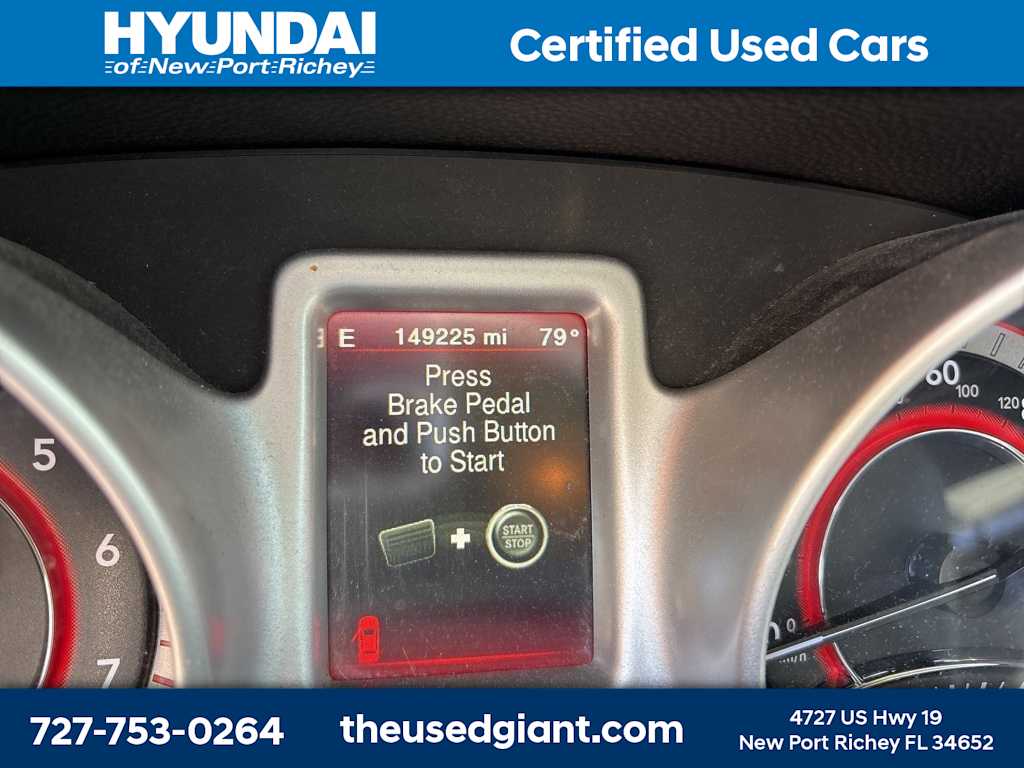 HYUNDAI
of New Port Richey
Certified Used Cars
E 149225 mi 79°
Press
Brake Pedal
and Push Button
to Start
START
STOP
5
6
7
60
100
120
0
727-753-0264
theusedgiant.com
4727 US Hwy 19
New Port Richey FL 34652